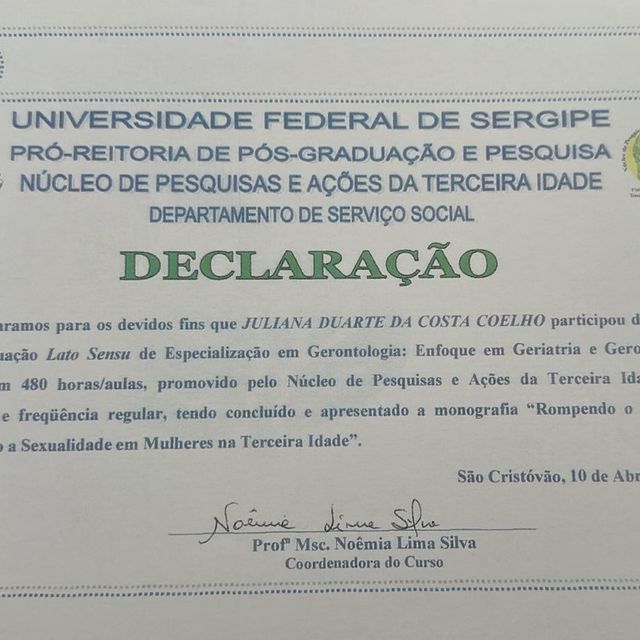 UNIVERSIDADE FEDERAL DE SERGIPE
PRÓ-REITORIA DE PÓS-GRADUAÇÃO E PESQUISA
NÚCLEO DE PESQUISAS E AÇÕES DA TERCEIRA IDADE
DEPARTAMENTO DE SERVIÇO SOCIAL
DECLARAÇÃO
aramos para os devidos fins que JULIANA DUARTE DA COSTA COELHO participou d
uação Lato Sensu de Especialização em Gerontologia: Enfoque em Geriatria e Gero
m 480 horas/aulas, promovido pelo Núcleo de Pesquisas e Ações da Terceira Ida
e freqüência regular, tendo concluído e apresentado a monografia “Rompendo o
o a Sexualidade em Mulheres na Terceira Idade”.
São Cristóvão, 10 de Abr
Noêmia Lima Silva
Profª Msc. Noêmia Lima Silva
Coordenadora do Curso